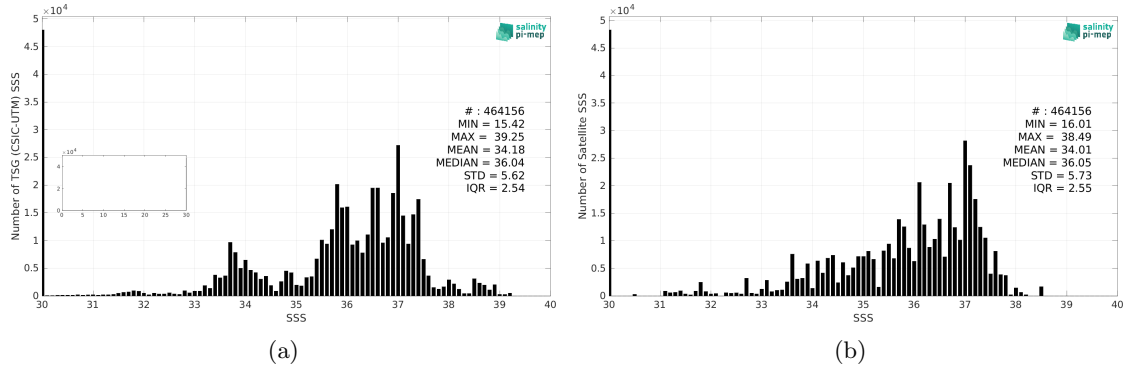 ×10⁴
5
4.5
4
3.5
3
2.5
2
1.5
1
0.5
0
Number of TSG (CSIC-UTM) SSS
salinity
pi-mep
# : 464156
MIN = 15.42
MAX = 39.25
MEAN = 34.18
MEDIAN = 36.04
STD = 5.62
IQR = 2.54
×10⁴
4
2
0
0 5 10 15 20 25 30
30 31 32 33 34 35 36 37 38 39 40
SSS
(a)
×10⁴
5
4.5
4
3.5
3
2.5
2
1.5
1
0.5
0
Number of Satellite SSS
salinity
pi-mep
# : 464156
MIN = 16.01
MAX = 38.49
MEAN = 34.01
MEDIAN = 36.05
STD = 5.73
IQR = 2.55
30 31 32 33 34 35 36 37 38 39 40
SSS
(b)